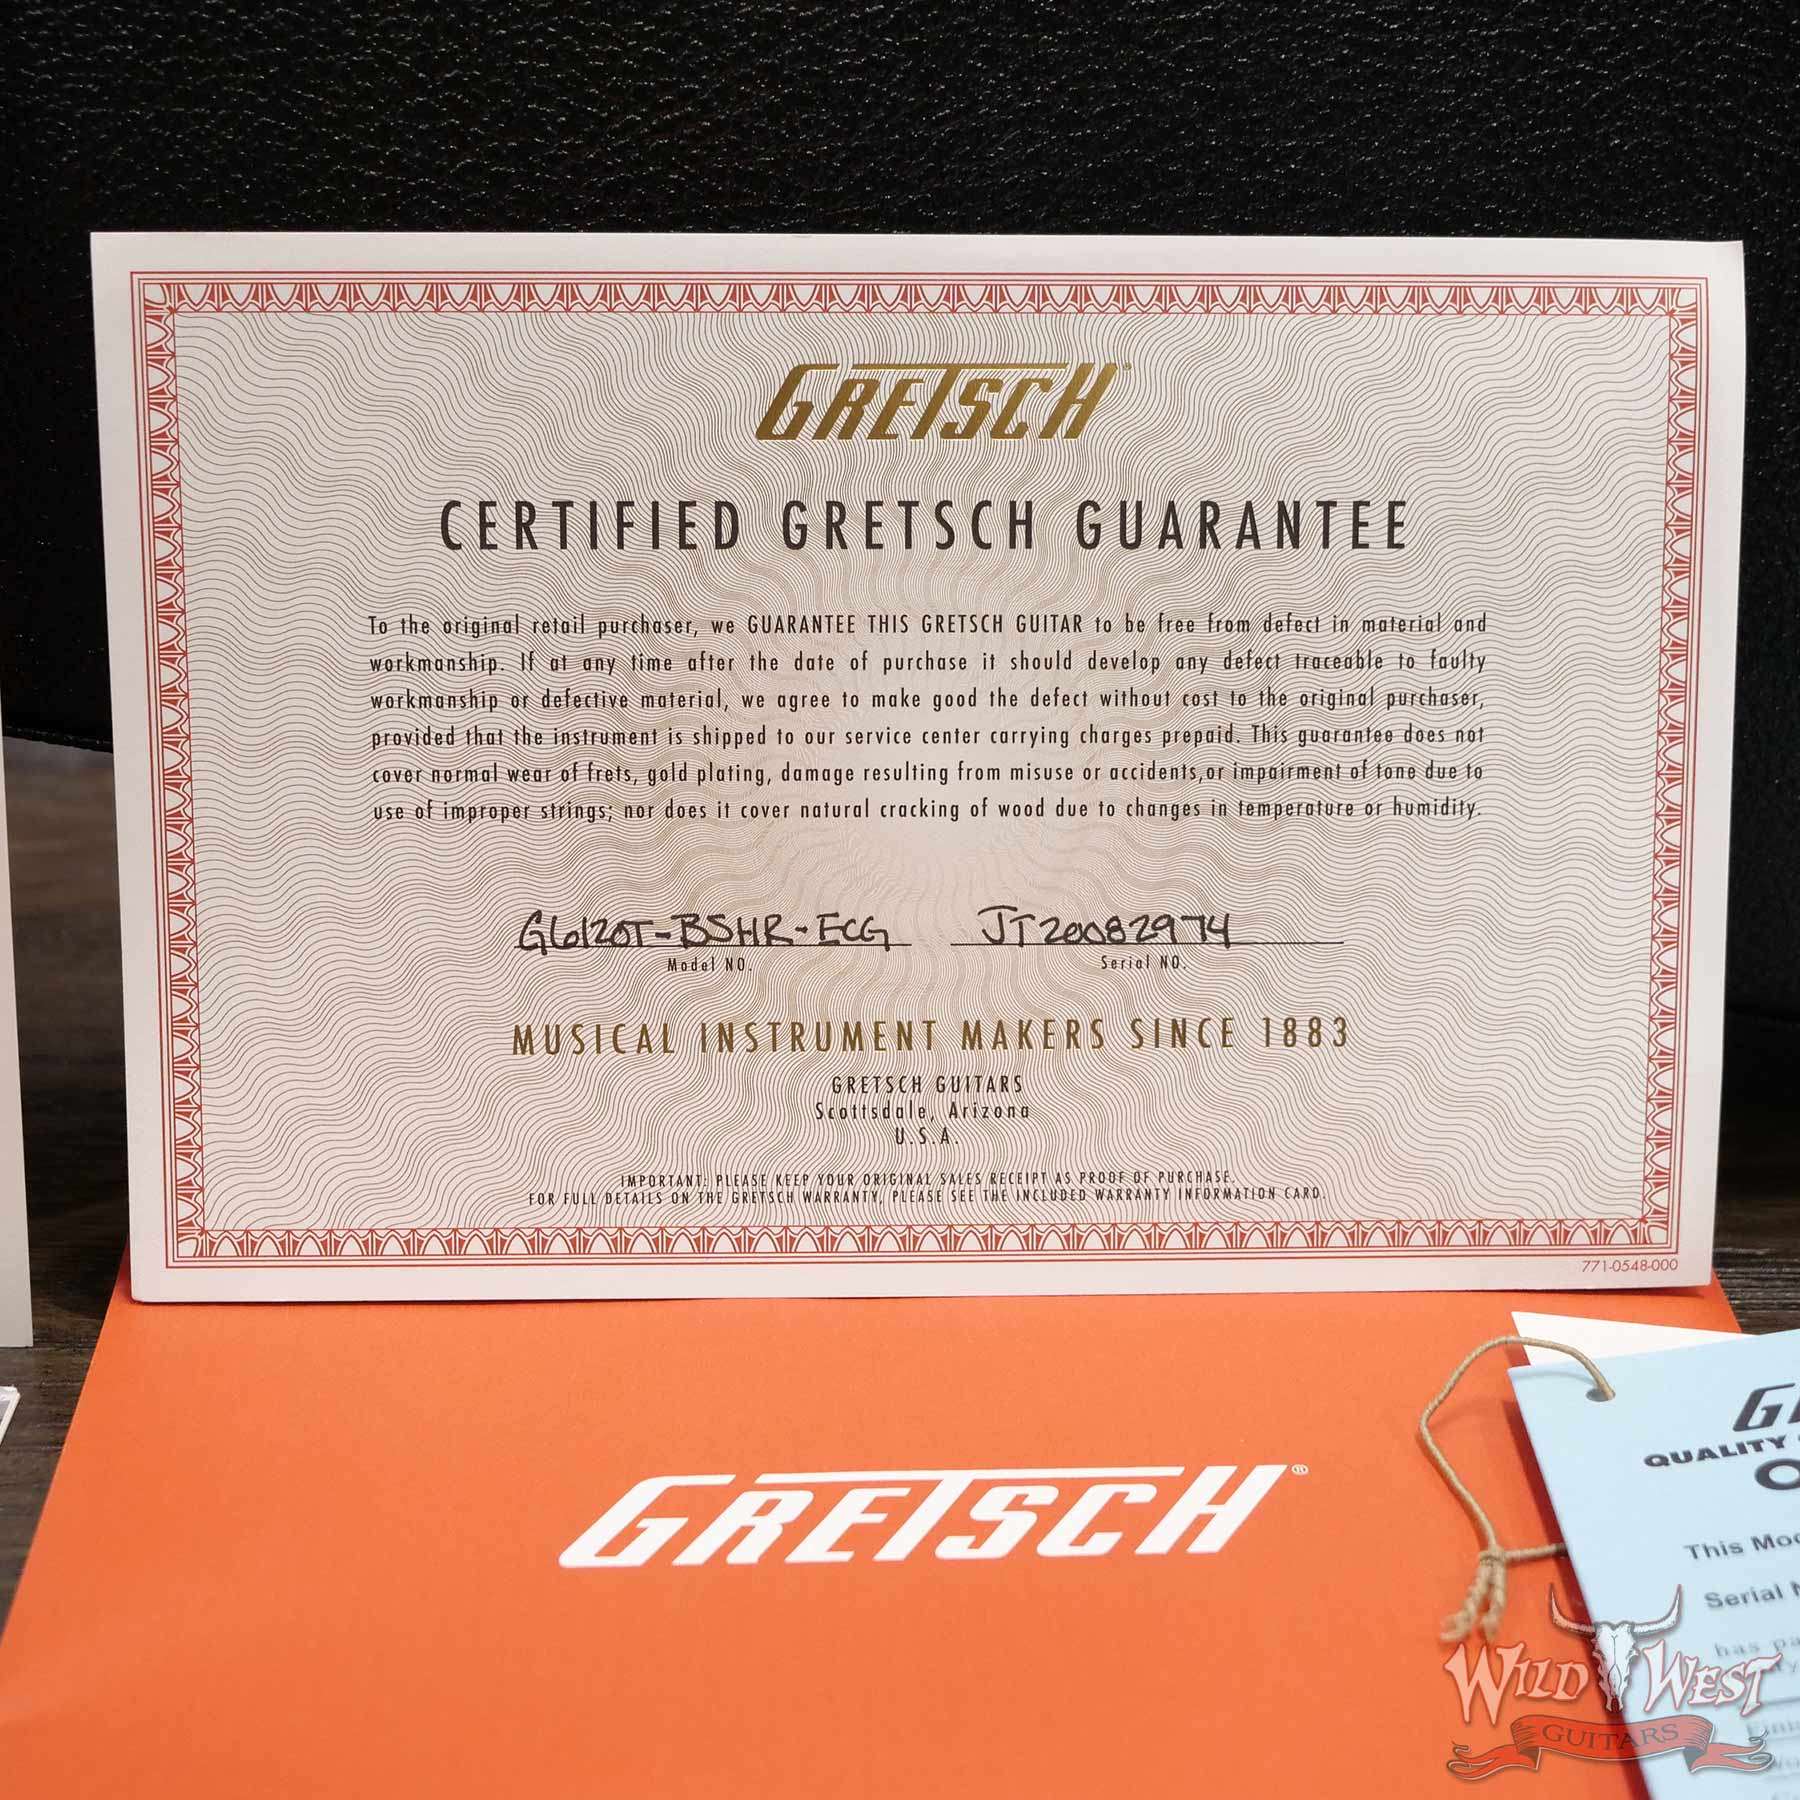 GRETSCH®
CERTIFIED GRETSCH GUARANTEE
To the original retail purchaser, we GUARANTEE THIS GRETSCH GUITAR to be free from defect in material and
workmanship. If at any time after the date of purchase it should develop any defect traceable to faulty
workmanship or defective material, we agree to make good the defect without cost to the original purchaser,
provided that the instrument is shipped to our service center carrying charges prepaid. This guarantee does not
cover normal wear of frets, gold plating, damage resulting from misuse or accidents,or impairment of tone due to
use of improper strings; nor does it cover natural cracking of wood due to changes in temperature or humidity.
G6120T-BSHR-ECG JT20082974
Model NO. Serial NO.
MUSICAL INSTRUMENT MAKERS SINCE 1883
GRETSCH GUITARS
Scottsdale, Arizona
U.S.A.
IMPORTANT: PLEASE KEEP YOUR ORIGINAL SALES RECEIPT AS PROOF OF PURCHASE.
FOR FULL DETAILS ON THE GRETSCH WARRANTY, PLEASE SEE THE INCLUDED WARRANTY INFORMATION CARD.
771-0548-000
GRETSCH®
QUALITY
This
Serial
has
WILD WEST
GUITARS